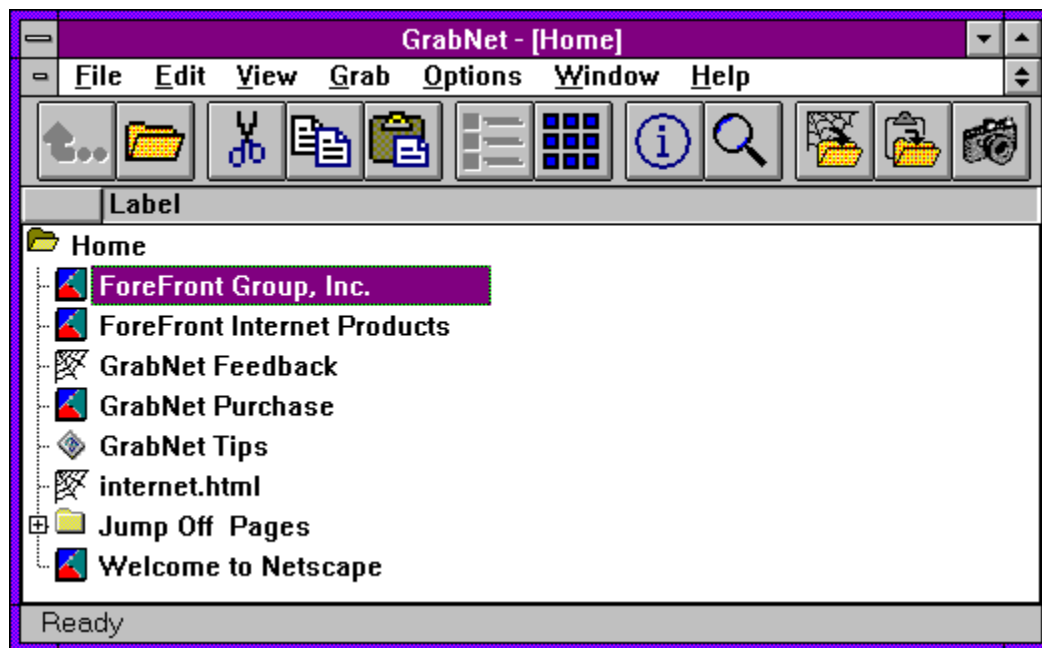 GrabNet - [Home]
File Edit View Grab Options Window Help
Label
Home
ForeFront Group, Inc.
ForeFront Internet Products
GrabNet Feedback
GrabNet Purchase
GrabNet Tips
internet.html
Jump Off Pages
Welcome to Netscape
Ready